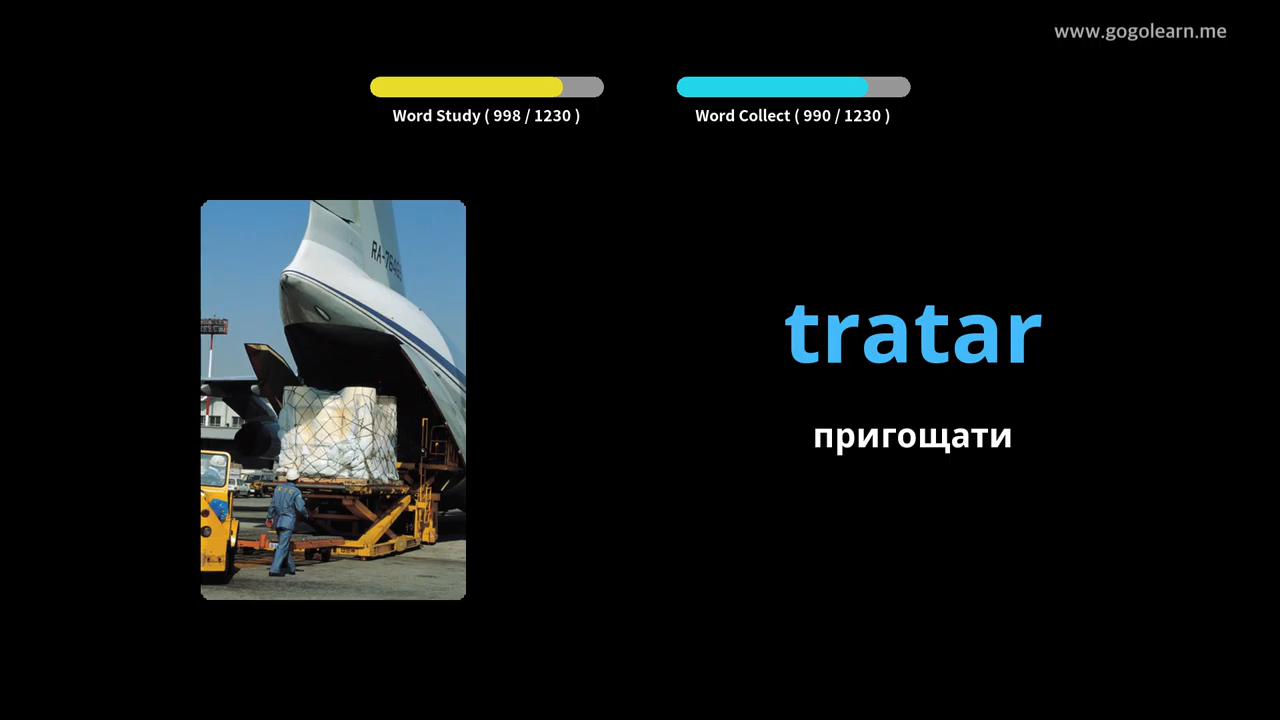 www.gogolearn.me
Word Study ( 998 / 1230 )
Word Collect ( 990 / 1230 )
tratar
пригощати